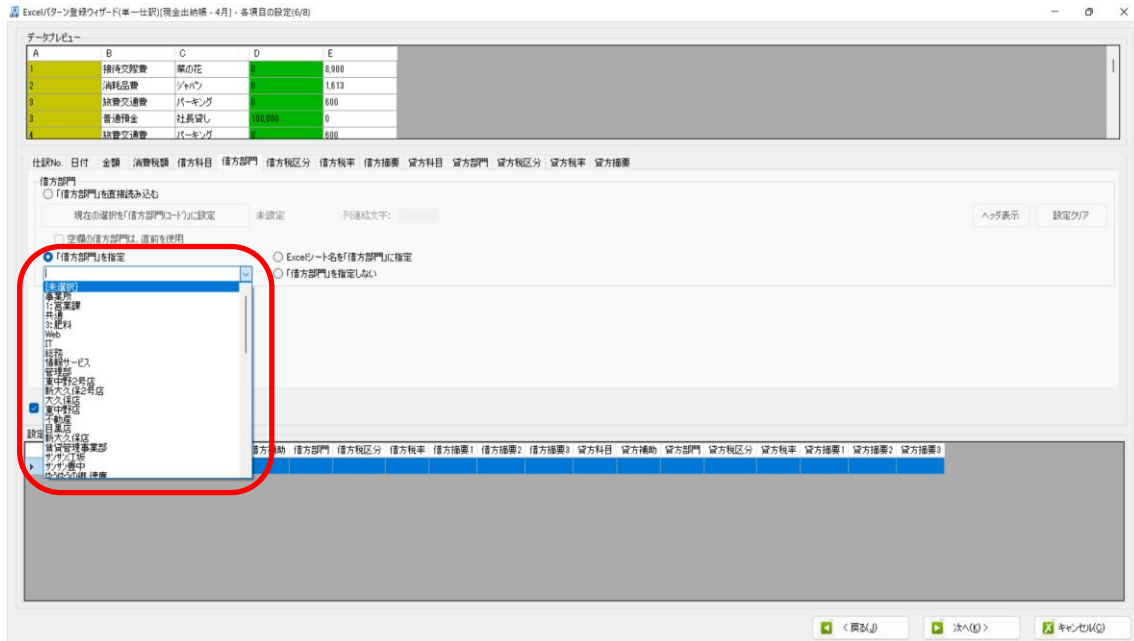 Excelパターン登録ウィザード(単一仕訳)[現金出納帳 - 4月] - 各項目の設定(6/8)
データプレビュー
A B C D E
1 接待交際費 菜の花 0 8,900
2 消耗品費 ジャパン 0 1,613
3 旅費交通費 パーキング 0 600
3 普通預金 社長貸し 100,000 0
4 旅費交通費 パーキング 0 600
仕訳No. 日付 金額 消費税額 借方科目 借方部門 借方税区分 借方税率 借方摘要 貸方科目 貸方部門 貸方税区分 貸方税率 貸方摘要
借方部門
「借方部門」を直接読み込む
現在の選択を「借方部門(コード)」に設定 未設定 列連結文字: ヘッダ表示 設定クリア
空欄の借方部門は、直前を使用
「借方部門」を指定 Excelシート名を「借方部門」に指定
「借方部門」を指定しない
[未選択]
事業所
1:営業課
共通
3:肥料
Web
IT
総務
情報サービス
管理部
東中野2号店
新大久保2号店
大久保店
東中野店
不動産
目黒店
設定
新大久保店
賃貸管理事業部
サンサン江坂
サンサン豊中
借方補助 借方部門 借方税区分 借方税率 借方摘要1 借方摘要2 借方摘要3 貸方科目 貸方補助 貸方部門 貸方税区分 貸方税率 貸方摘要1 貸方摘要2 貸方摘要3
< 戻る(J) 次へ(K) > キャンセル(C)